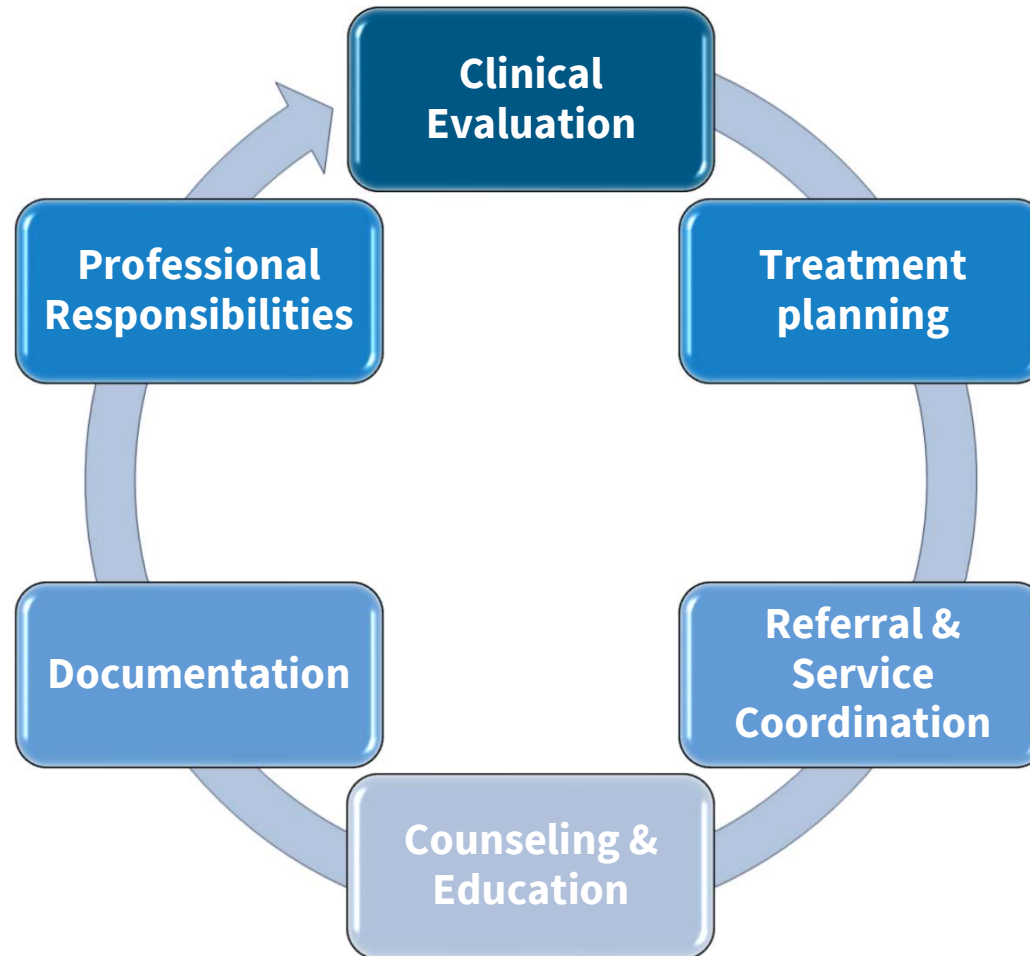 Clinical
Evaluation
Treatment
planning
Referral &
Service
Coordination
Counseling &
Education
Documentation
Professional
Responsibilities